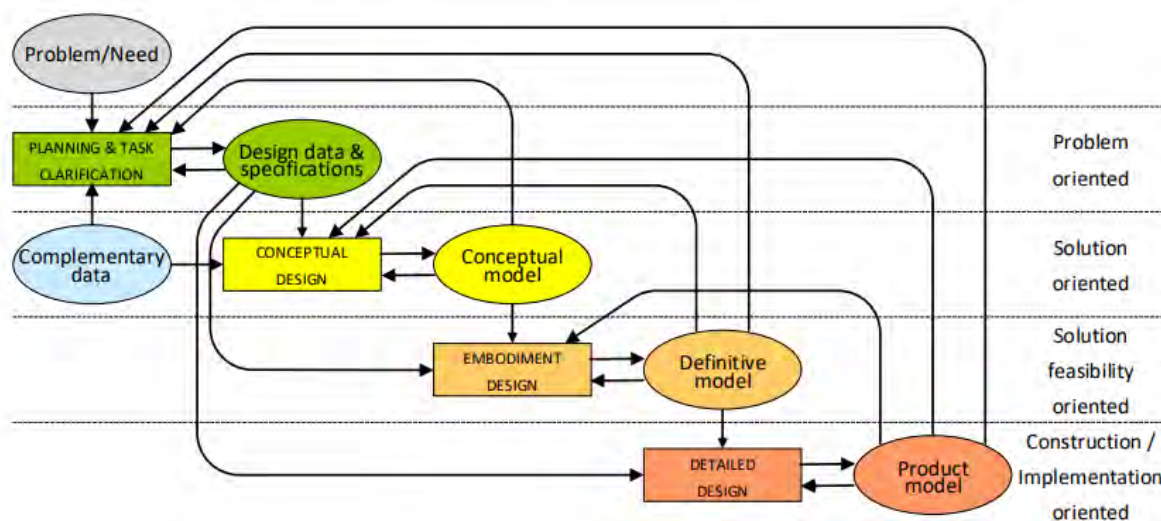 Problem/Need
PLANNING & TASK
CLARIFICATION
Design data &
specifications
Problem
oriented
Complementary
data
CONCEPTUAL
DESIGN
Conceptual
model
Solution
oriented
EMBODIMENT
DESIGN
Definitive
model
Solution
feasibility
oriented
DETAILED
DESIGN
Product
model
Construction /
Implementation
oriented